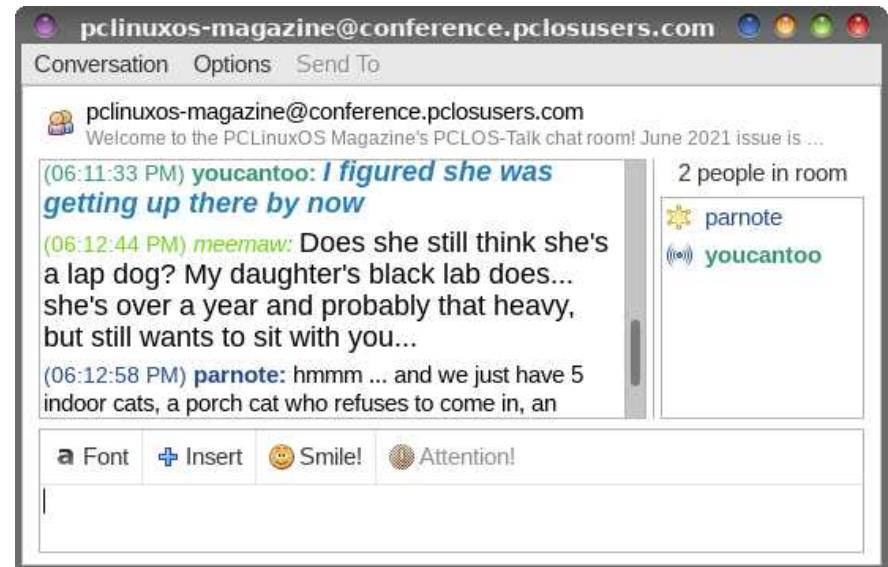 pclinuxos-magazine@conference.pclosusers.com
Conversation Options Send To
pclinuxos-magazine@conference.pclosusers.com
Welcome to the PCLinuxOS Magazine's PCLOS-Talk chat room! June 2021 issue is ...
(06:11:33 PM) youcantoo: I figured she was
getting up there by now
(06:12:44 PM) meemaw: Does she still think she's
a lap dog? My daughter's black lab does...
she's over a year and probably that heavy,
but still wants to sit with you...
(06:12:58 PM) parnote: hmmm ... and we just have 5
indoor cats, a porch cat who refuses to come in, an
2 people in room
parnote
youcantoo
a Font Insert Smile! Attention!